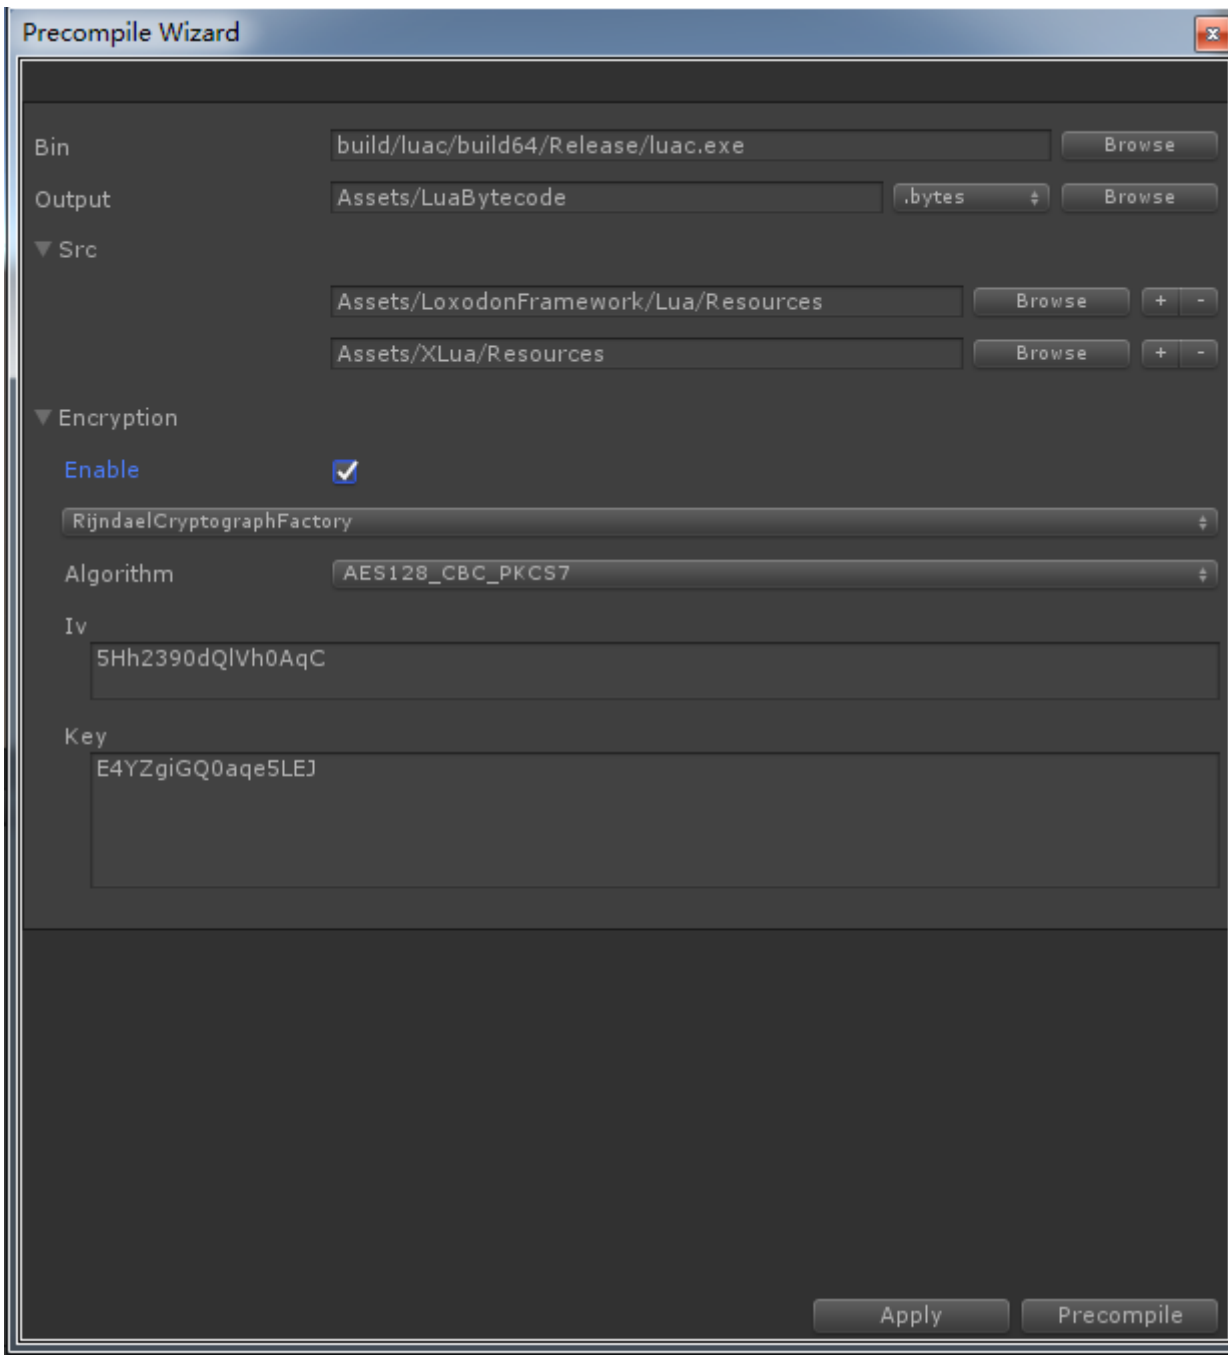 Precompile Wizard
Bin build/luac/build64/Release/luac.exe Browse
Output Assets/LuaBytecode .bytes Browse
Src
Assets/LoxodonFramework/Lua/Resources Browse + -
Assets/XLua/Resources Browse + -
Encryption
Enable
RijndaelCryptographFactory
Algorithm AES128_CBC_PKCS7
Iv
5Hh2390dQlVh0AqC
Key
E4YZgiGQ0aqe5LEJ
Apply Precompile